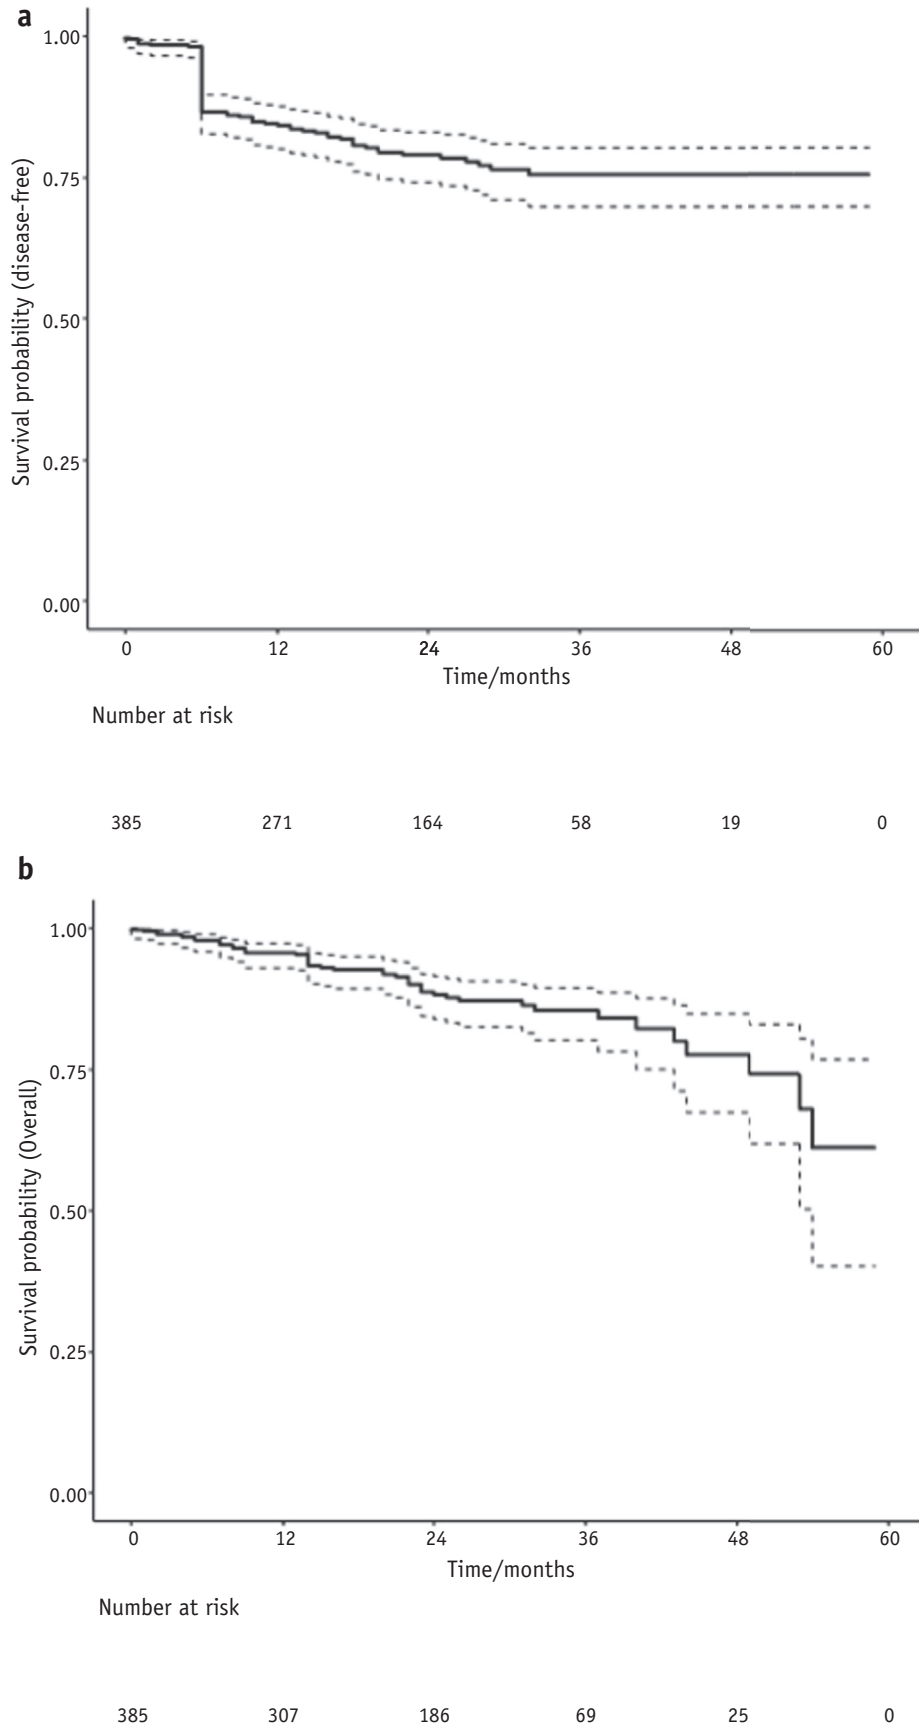 a
Survival probability (disease-free)
1.00
0.75
0.50
0.25
0.00
0 12 24 36 48 60
Time/months
Number at risk
385 271 164 58 19 0
b
Survival probability (Overall)
1.00
0.75
0.50
0.25
0.00
0 12 24 36 48 60
Time/months
Number at risk
385 307 186 69 25 0